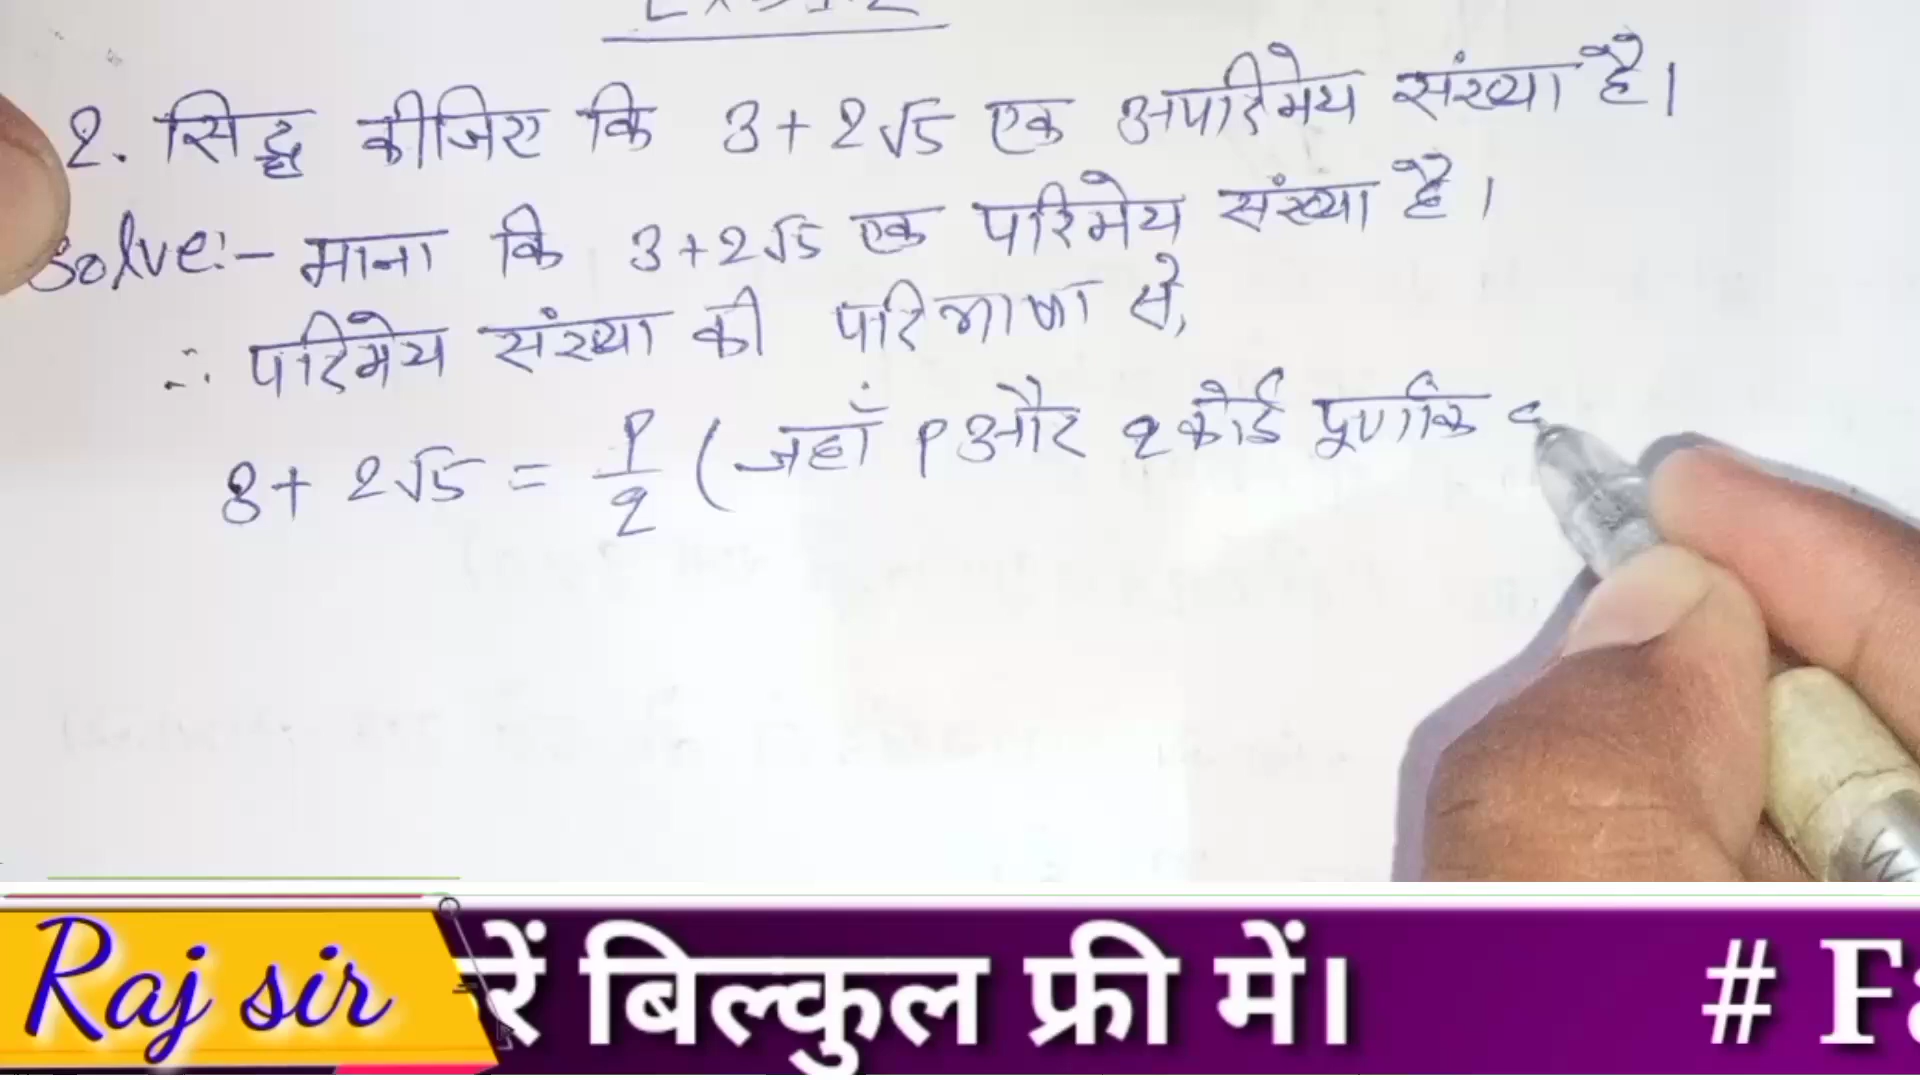 2. सिद्ध कीजिए कि 3+2√5 एक अपरिमेय संख्या है।
Solve:- माना कि 3+2√5 एक परिमेय संख्या है।
∴ परिमेय संख्या की परिभाषा से,
3+ 2√5 = p/q (जहाँ p और q कोई पूर्णांक
Raj sir
रें बिल्कुल फ्री में।
# Fa